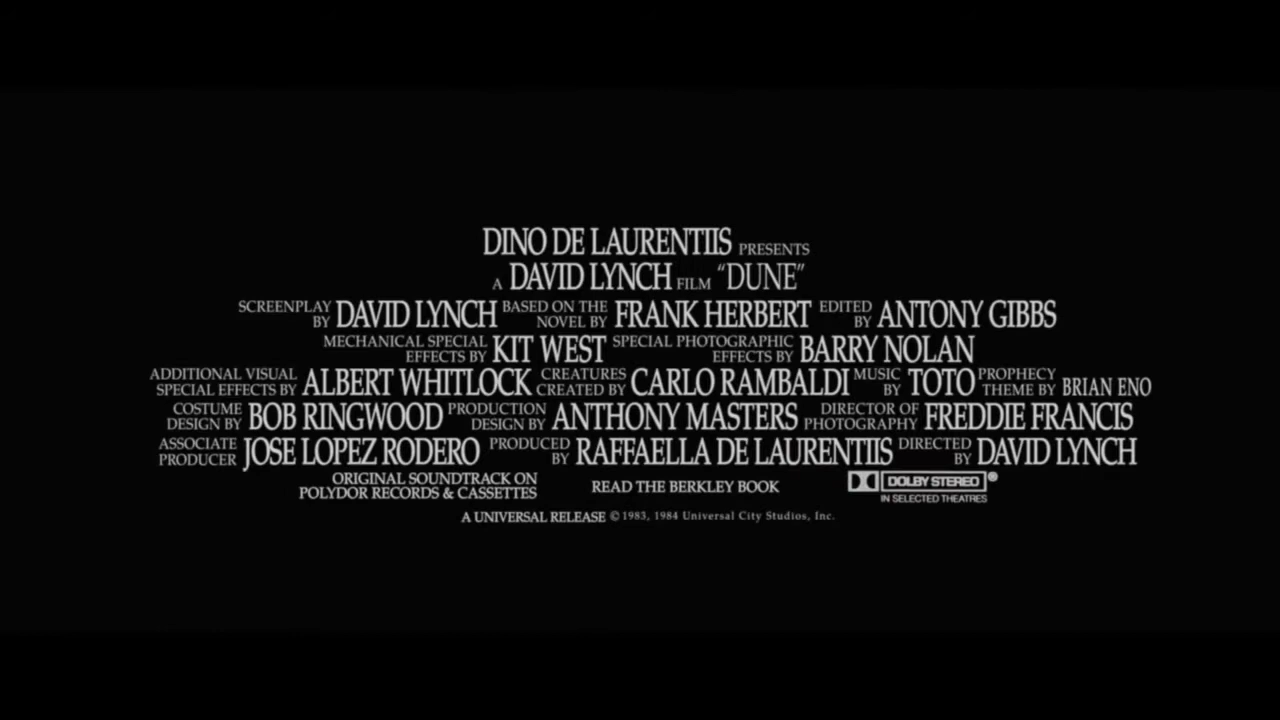 DINO DE LAURENTIIS PRESENTS
A DAVID LYNCH FILM "DUNE"
SCREENPLAY BY DAVID LYNCH BASED ON THE NOVEL BY FRANK HERBERT EDITED BY ANTONY GIBBS
MECHANICAL SPECIAL EFFECTS BY KIT WEST SPECIAL PHOTOGRAPHIC EFFECTS BY BARRY NOLAN
ADDITIONAL VISUAL SPECIAL EFFECTS BY ALBERT WHITLOCK CREATURES CREATED BY CARLO RAMBALDI MUSIC BY TOTO PROPHECY THEME BY BRIAN ENO
COSTUME DESIGN BY BOB RINGWOOD PRODUCTION DESIGN BY ANTHONY MASTERS DIRECTOR OF PHOTOGRAPHY FREDDIE FRANCIS
ASSOCIATE PRODUCER JOSE LOPEZ RODERO PRODUCED BY RAFFAELLA DE LAURENTIIS DIRECTED BY DAVID LYNCH
ORIGINAL SOUNDTRACK ON POLYDOR RECORDS & CASSETTES READ THE BERKLEY BOOK DOLBY STEREO® IN SELECTED THEATRES
A UNIVERSAL RELEASE ©1983, 1984 Universal City Studios, Inc.